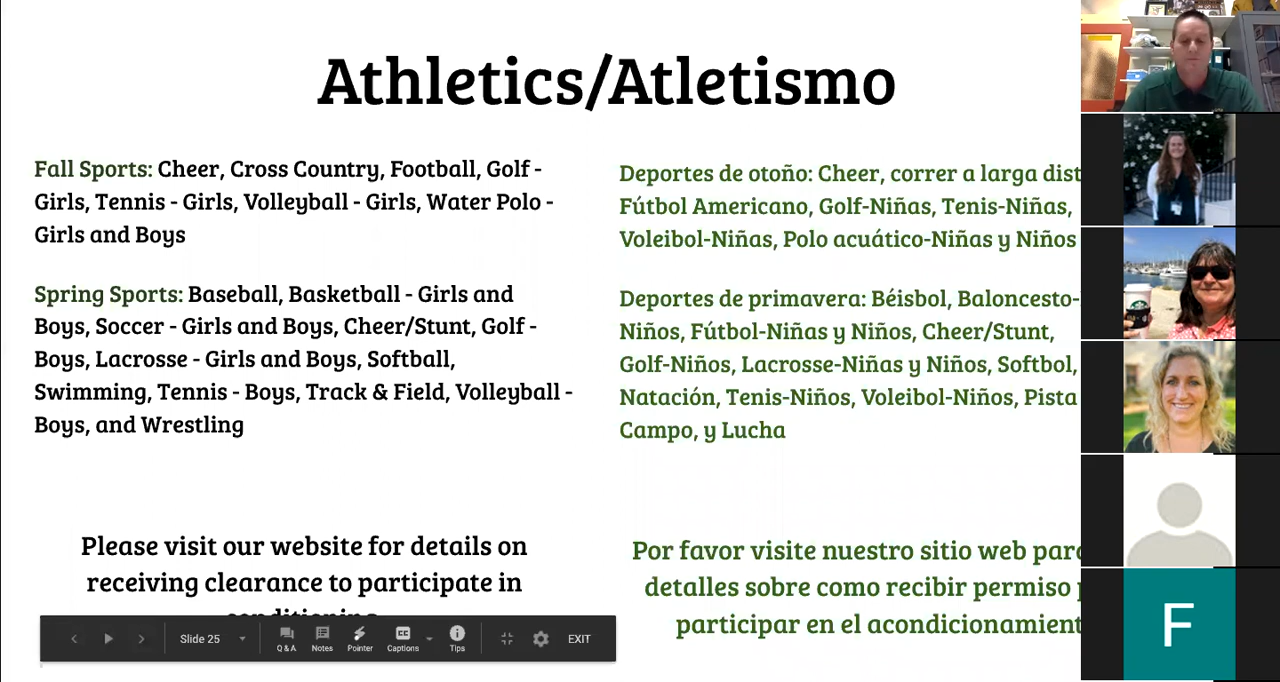 Athletics/Atletismo
Fall Sports: Cheer, Cross Country, Football, Golf -
Girls, Tennis - Girls, Volleyball - Girls, Water Polo -
Girls and Boys
Spring Sports: Baseball, Basketball - Girls and
Boys, Soccer - Girls and Boys, Cheer/Stunt, Golf -
Boys, Lacrosse - Girls and Boys, Softball,
Swimming, Tennis - Boys, Track & Field, Volleyball -
Boys, and Wrestling
Please visit our website for details on
receiving clearance to participate in
Deportes de otoño: Cheer, correr a larga dist
Fútbol Americano, Golf-Niñas, Tenis-Niñas,
Voleibol-Niñas, Polo acuático-Niñas y Niños
Deportes de primavera: Béisbol, Baloncesto-
Niños, Fútbol-Niñas y Niños, Cheer/Stunt,
Golf-Niños, Lacrosse-Niñas y Niños, Softbol,
Natación, Tenis-Niños, Voleibol-Niños, Pista
Campo, y Lucha
Por favor visite nuestro sitio web para
detalles sobre como recibir permiso p
participar en el acondicionamient
Slide 25
Q & A
Notes
Pointer
Captions
Tips
EXIT
F